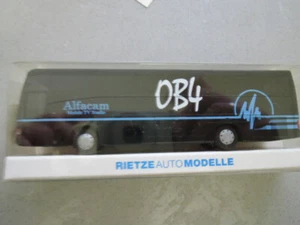 Alfacam
Mobile TV Studio
OB4
RIETZE AUTO MODELLE